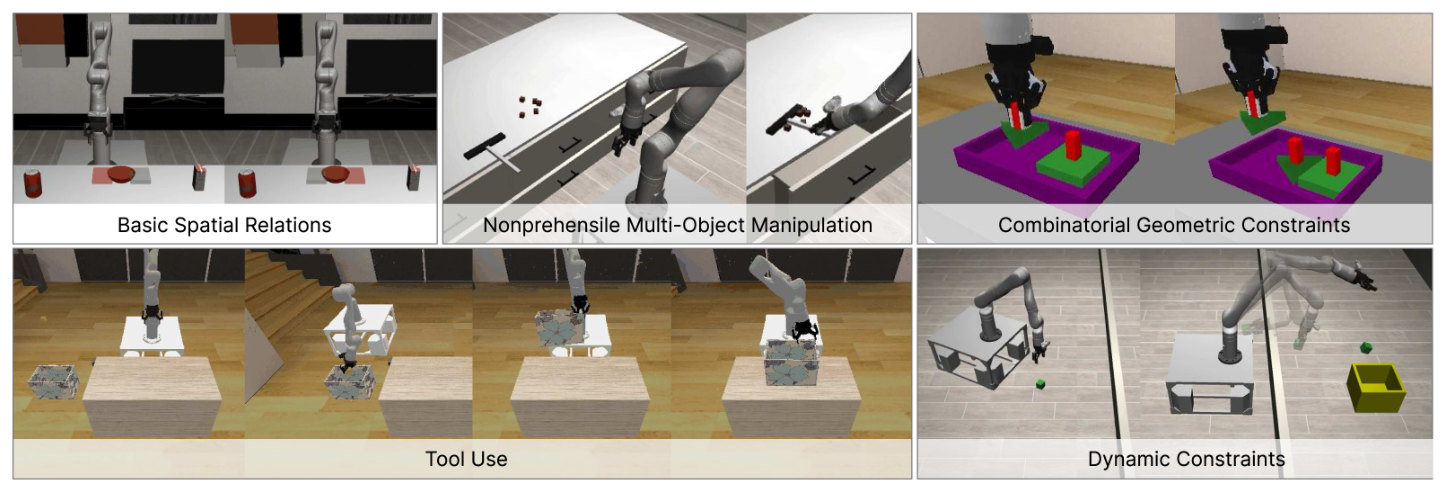 Basic Spatial Relations
Nonprehensile Multi-Object Manipulation
Combinatorial Geometric Constraints
Tool Use
Dynamic Constraints